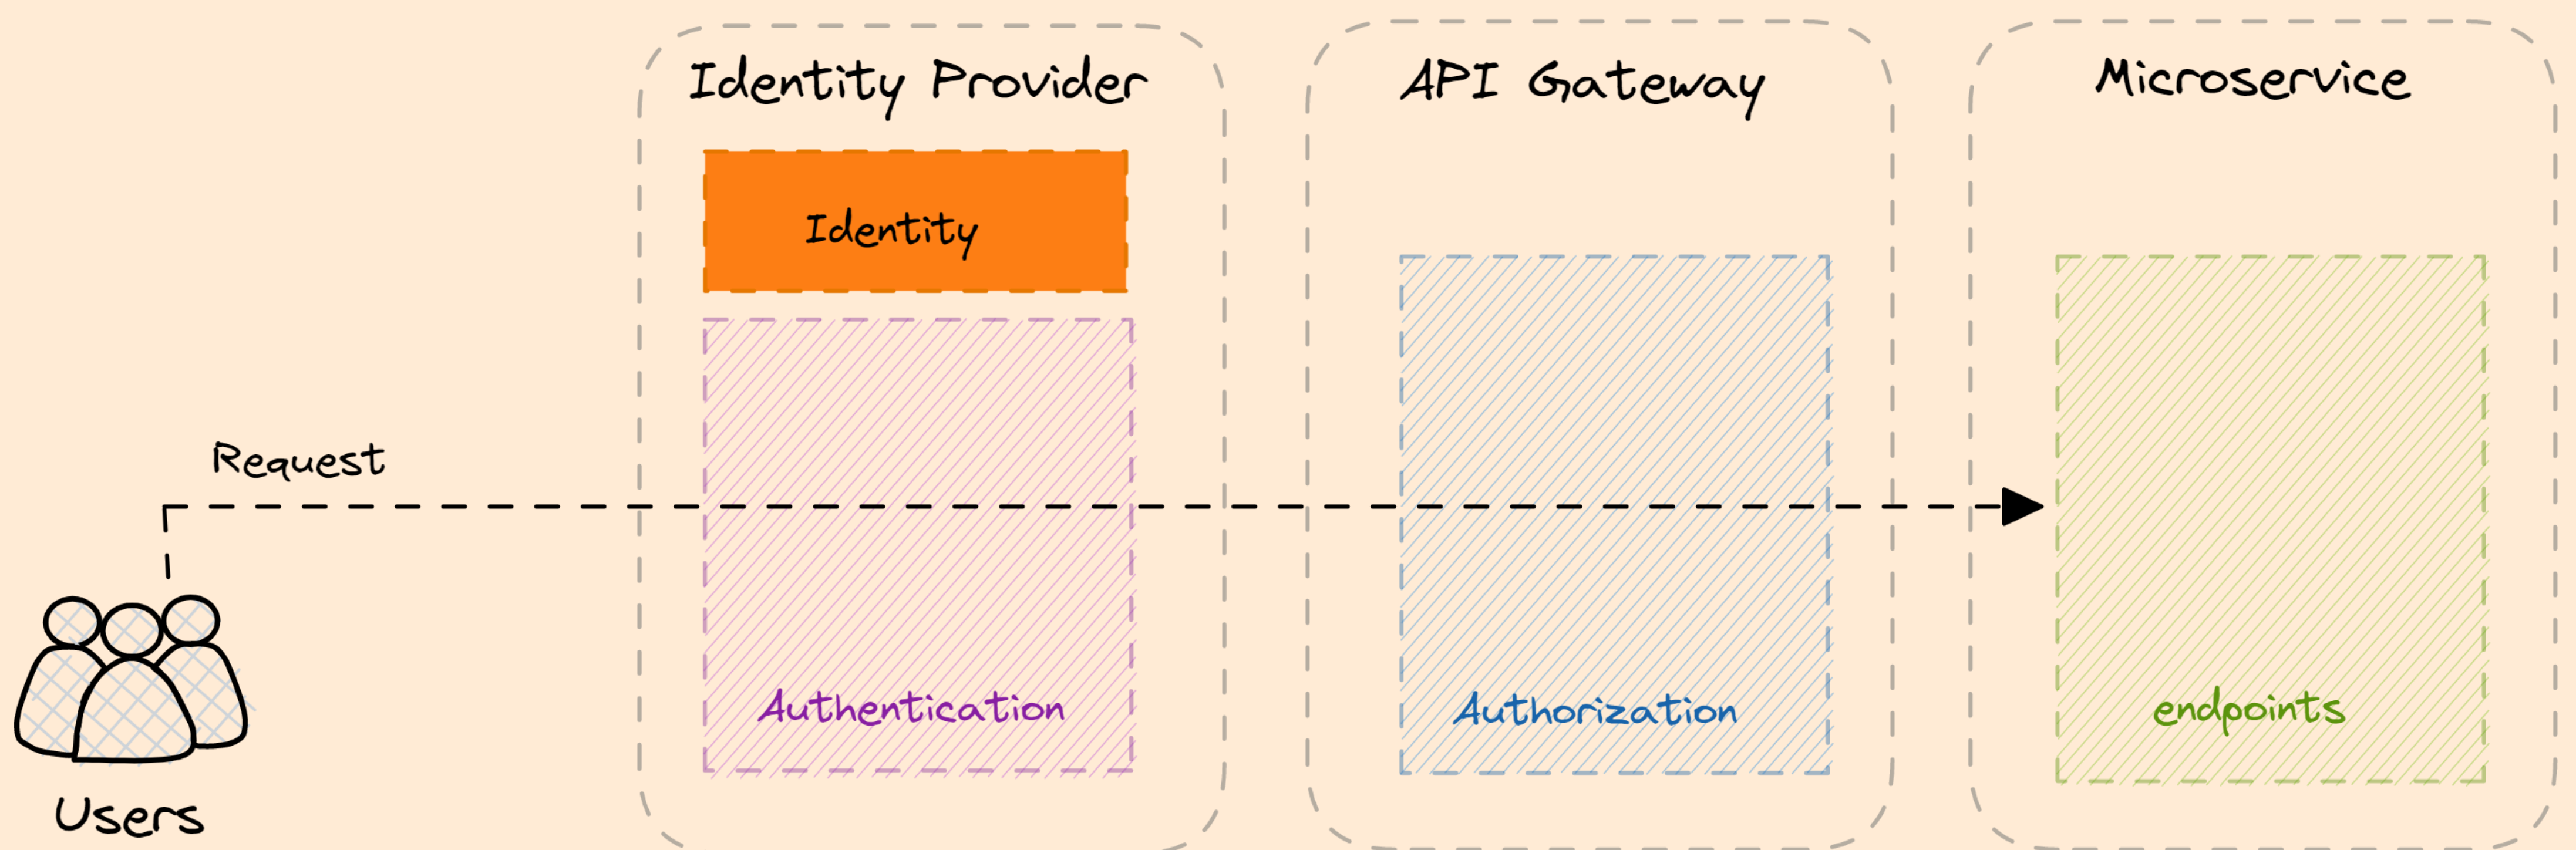 Identity Provider
API Gateway
Microservice
Identity
Request
Authentication
Authorization
endpoints
Users